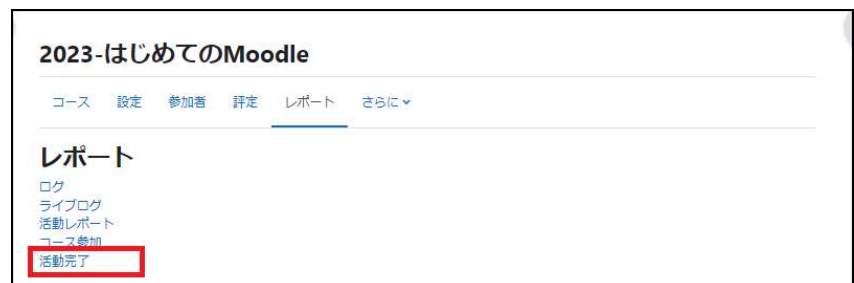 2023-はじめてのMoodle
コース 設定 参加者 評定 レポート さらに
レポート
ログ
ライブログ
活動レポート
コース参加
活動完了